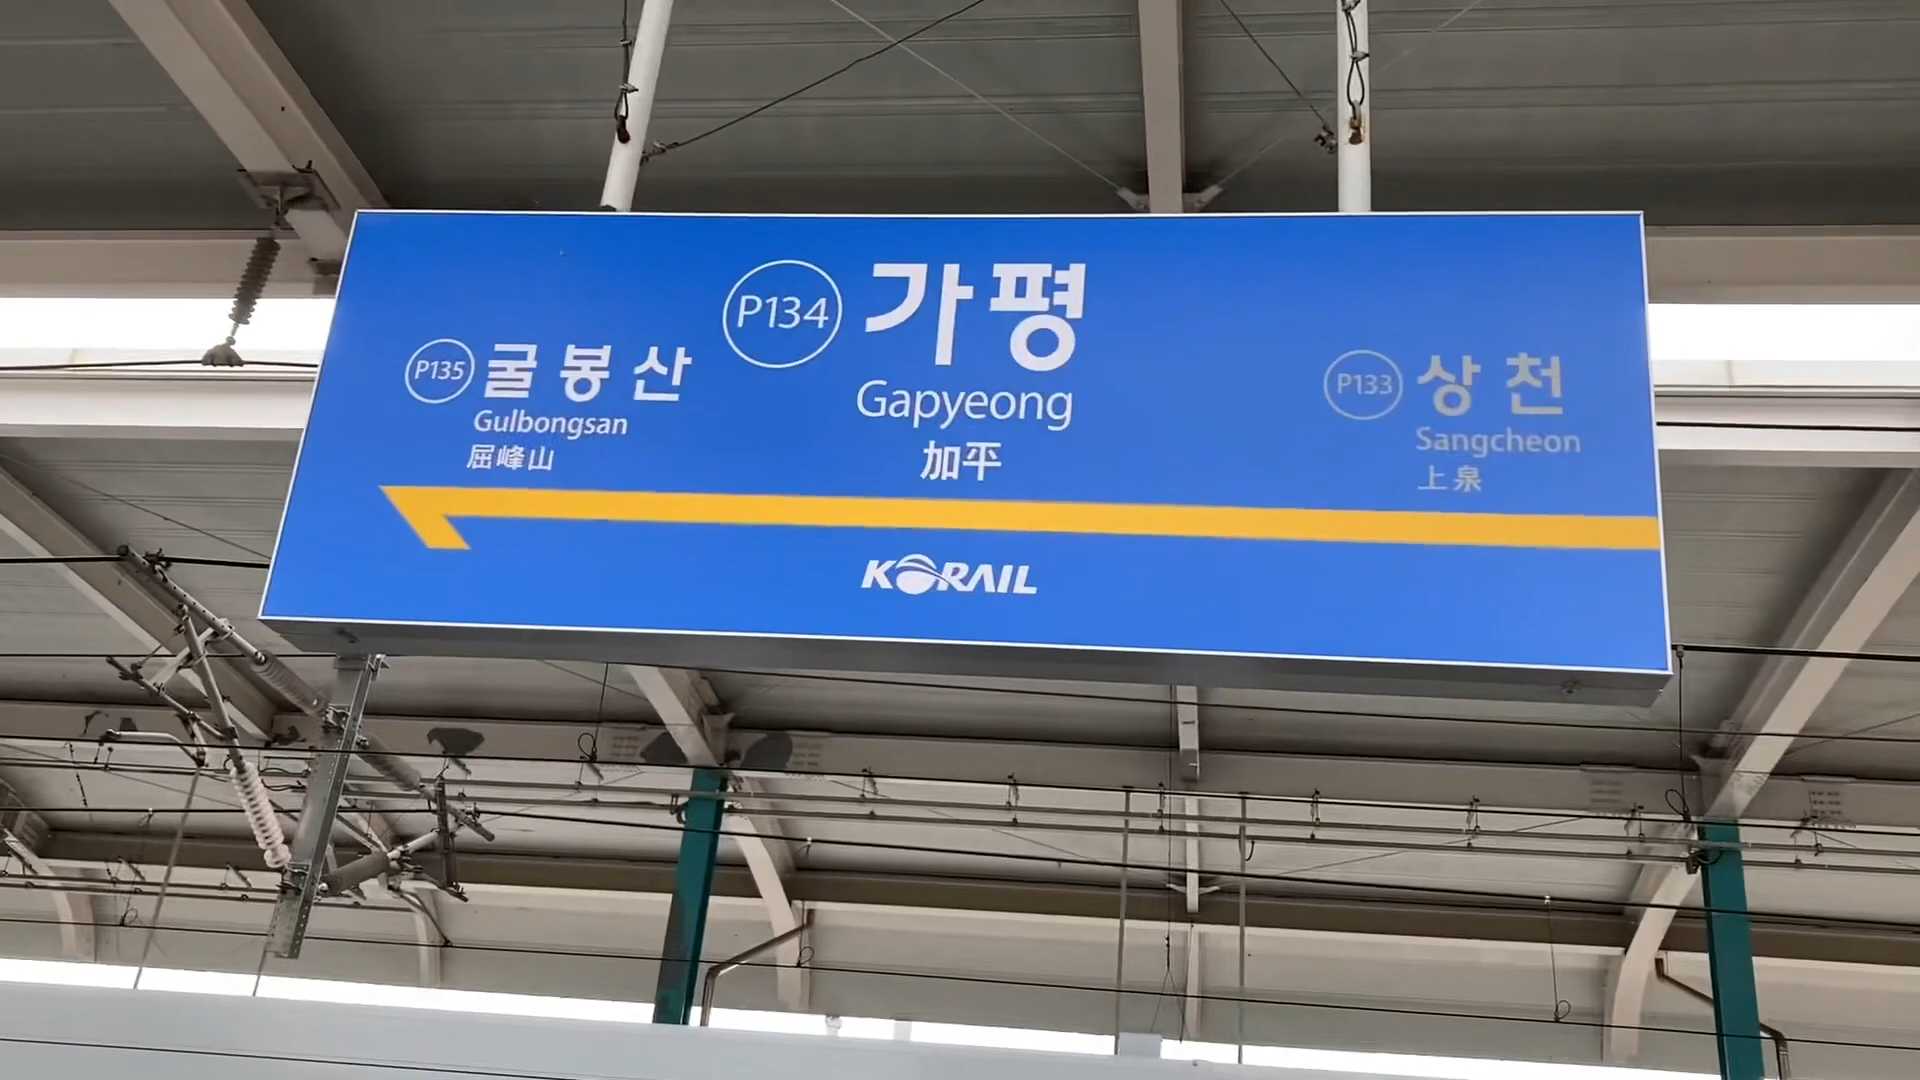 P135 굴봉산
Gulbongsan
屈峰山
P134 가평
Gapyeong
加平
P133 상천
Sangcheon
上泉
KORAIL